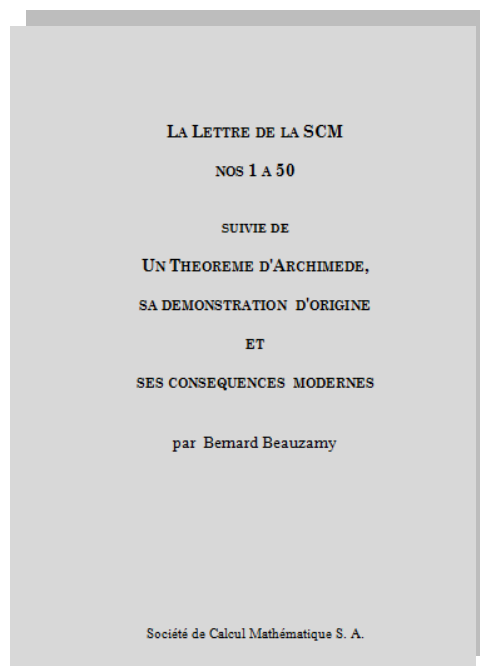 LA LETTRE DE LA SCM
NOS 1 A 50
SUIVIE DE
UN THEOREME D'ARCHIMEDE,
SA DEMONSTRATION D'ORIGINE
ET
SES CONSEQUENCES MODERNES
par Bernard Beauzamy
Société de Calcul Mathématique S. A.